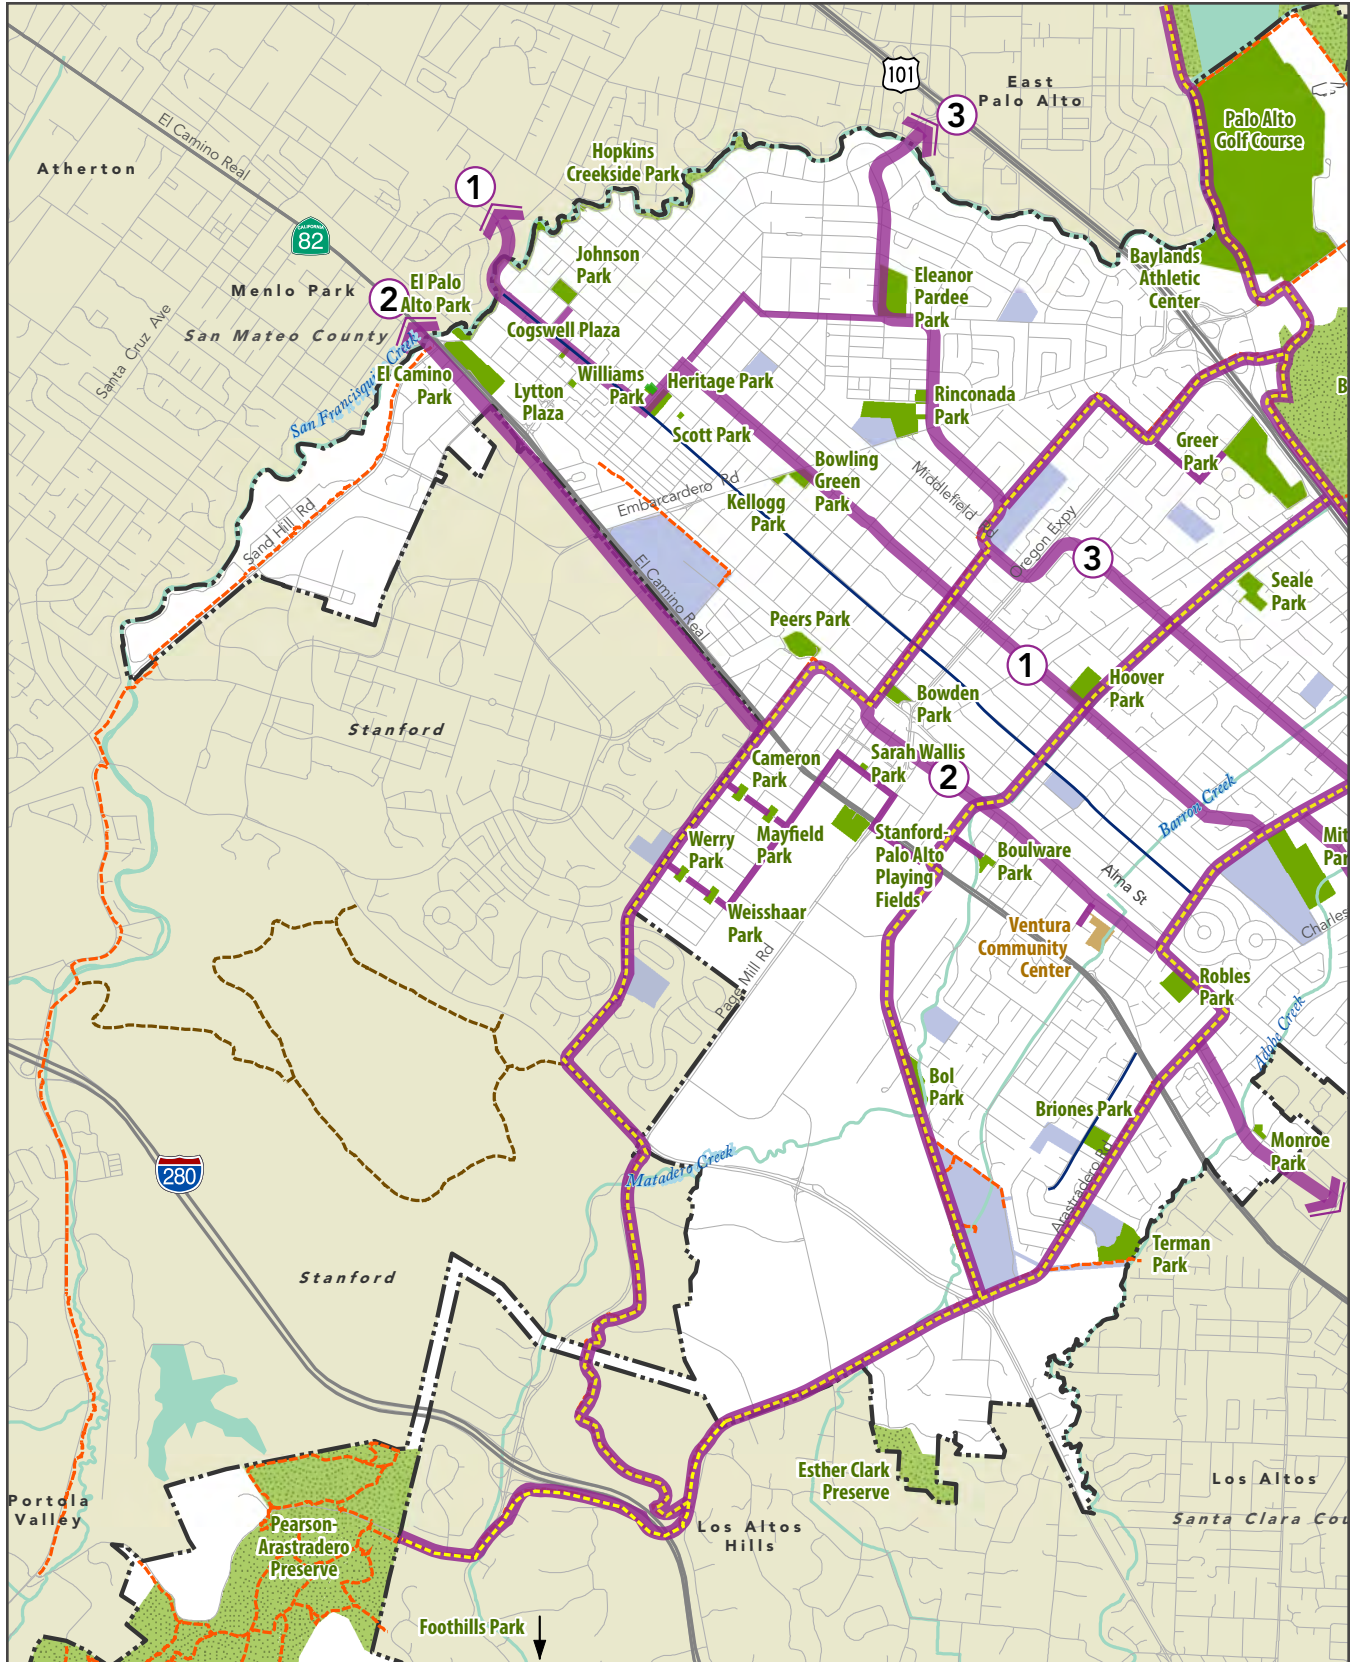 101
East
Palo Alto
3
Palo Alto
Golf Course
El Camino Real
Atherton
Hopkins
Creekside Park
1
CALIFORNIA
82
Johnson
Park
Baylands
Athletic
Center
Eleanor
Pardee
Park
Menlo Park
2
El Palo
Alto Park
San Mateo County
Cogswell Plaza
Santa Cruz Ave
San Francisquito Creek
El Camino
Park
Lytton
Plaza
Williams
Park
Heritage Park
Rinconada
Park
B
Scott Park
Greer
Park
Bowling
Green
Park
Middlefield Rd
Embarcardero Rd
Kellogg
Park
Sand Hill Rd
Oregon Expy
3
El Camino Real
Seale
Park
Peers Park
1
Hoover
Park
Bowden
Park
Stanford
Cameron
Park
Sarah Wallis
Park
2
Barron Creek
Werry
Park
Mayfield
Park
Stanford-
Palo Alto
Playing
Fields
Boulware
Park
Mit
Par
Alma St
Weisshaar
Park
Charles
Ventura
Community
Center
Page Mill Rd
Robles
Park
Adobe Creek
Bol
Park
Briones Park
Monroe
Park
Matadero Creek
280
Arastradero Rd
Terman
Park
Stanford
Esther Clark
Preserve
Los Altos
Portola
Valley
Santa Clara Cou
Pearson-
Arastradero
Preserve
Los Altos
Hills
Foothills Park